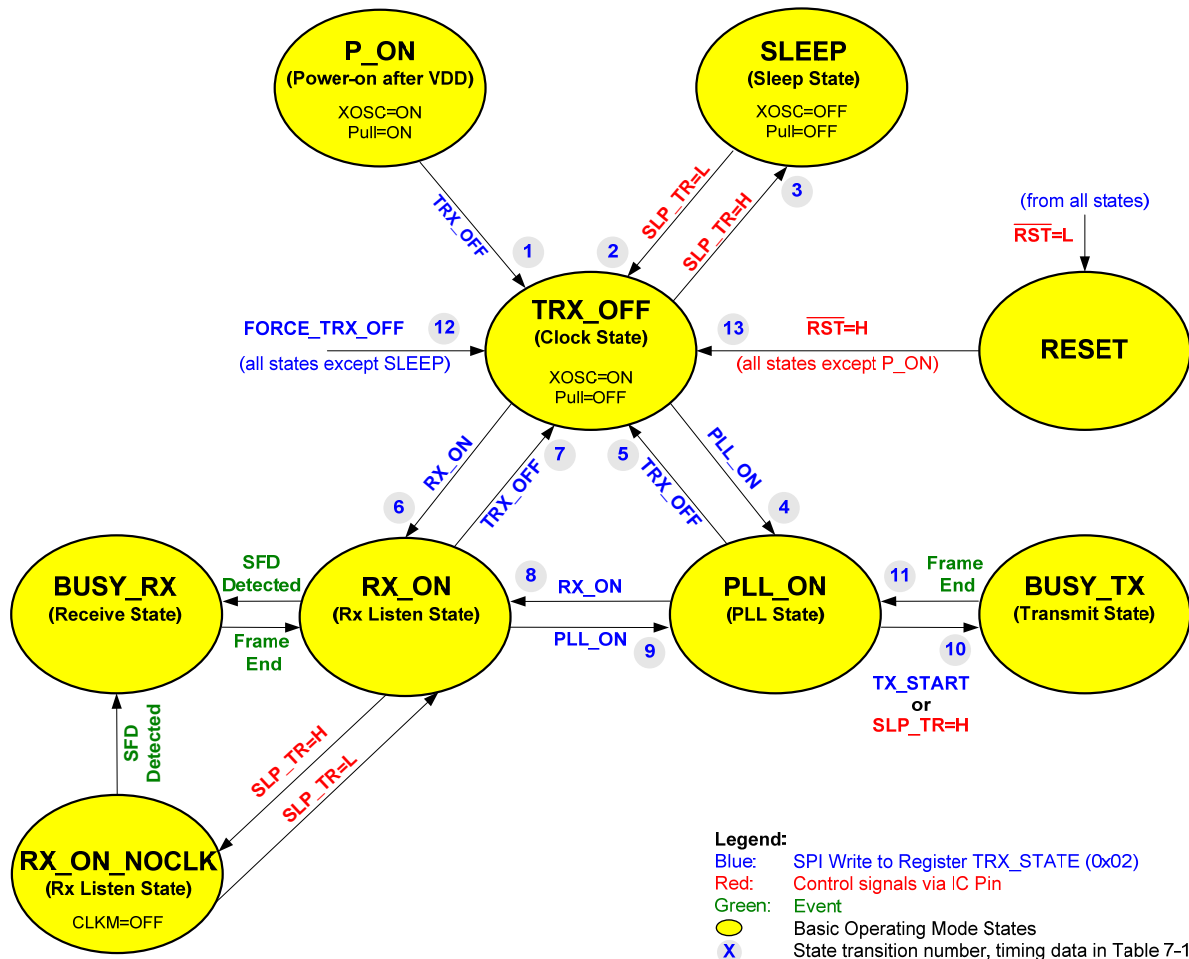 P_ON
(Power-on after VDD)
XOSC=ON
Pull=ON
SLEEP
(Sleep State)
XOSC=OFF
Pull=OFF
TRX_OFF
1
2
SLP_TR=L
SLP_TR=H
3
(from all states)
RST=L
FORCE_TRX_OFF
12
(all states except SLEEP)
TRX_OFF
(Clock State)
XOSC=ON
Pull=OFF
13
RST=H
(all states except P_ON)
RESET
6
RX_ON
TRX_OFF
7
5
TRX_OFF
PLL_ON
4
BUSY_RX
(Receive State)
SFD
Detected
Frame
End
RX_ON
(Rx Listen State)
8
RX_ON
PLL_ON
9
PLL_ON
(PLL State)
11
Frame
End
10
TX_START
or
SLP_TR=H
BUSY_TX
(Transmit State)
SFD
Detected
SLP_TR=H
SLP_TR=L
RX_ON_NOCLK
(Rx Listen State)
CLKM=OFF
Legend:
Blue: SPI Write to Register TRX_STATE (0x02)
Red: Control signals via IC Pin
Green: Event
Basic Operating Mode States
X State transition number, timing data in Table 7-1